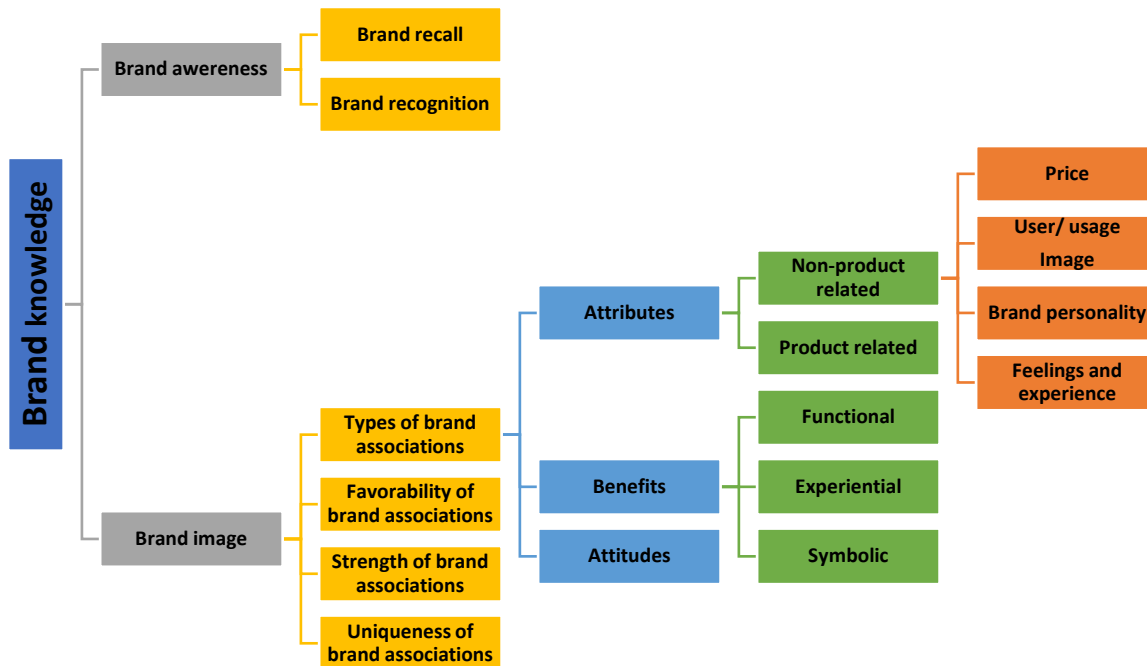 Brand knowledge
Brand awereness
Brand recall
Brand recognition
Brand image
Types of brand
associations
Favorability of
brand associations
Strength of brand
associations
Uniqueness of
brand associations
Attributes
Benefits
Attitudes
Non-product
related
Product related
Functional
Experiential
Symbolic
Price
User/ usage
Image
Brand personality
Feelings and
experience